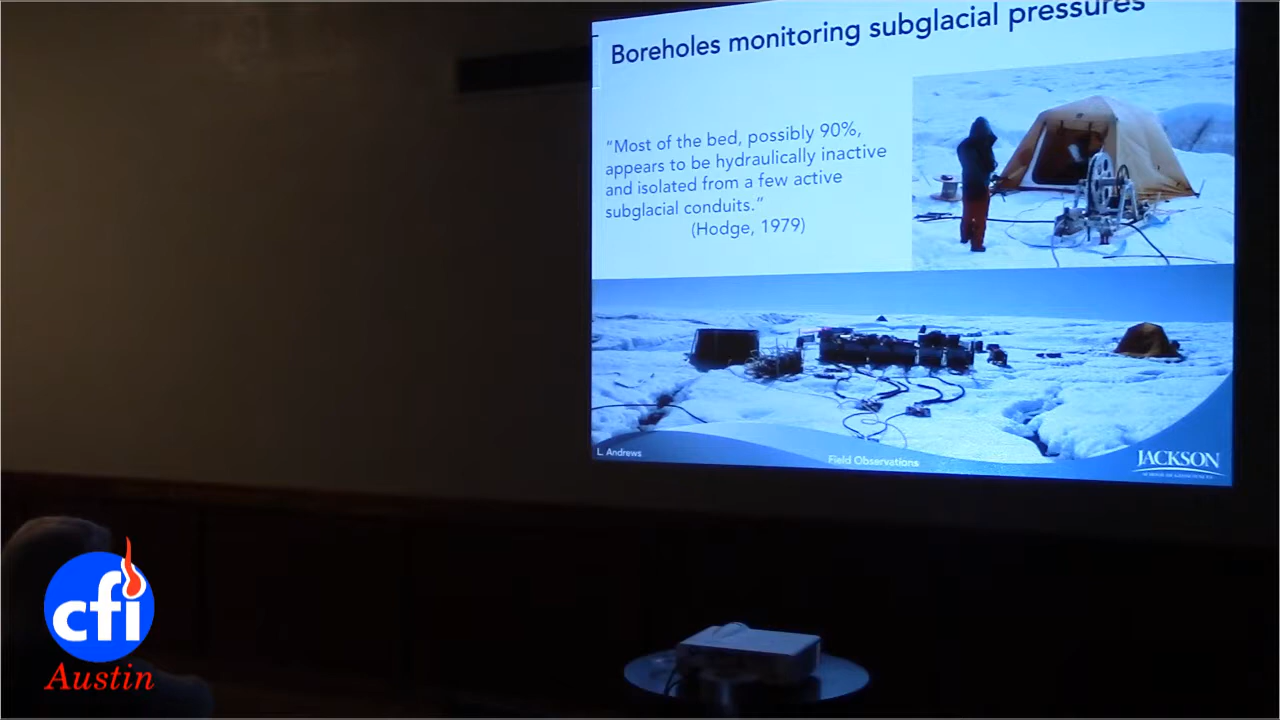 Boreholes monitoring subglacial pressures
"Most of the bed, possibly 90%,
appears to be hydraulically inactive
and isolated from a few active
subglacial conduits."
(Hodge, 1979)
L. Andrews
Field Observations
JACKSON
cfi
Austin